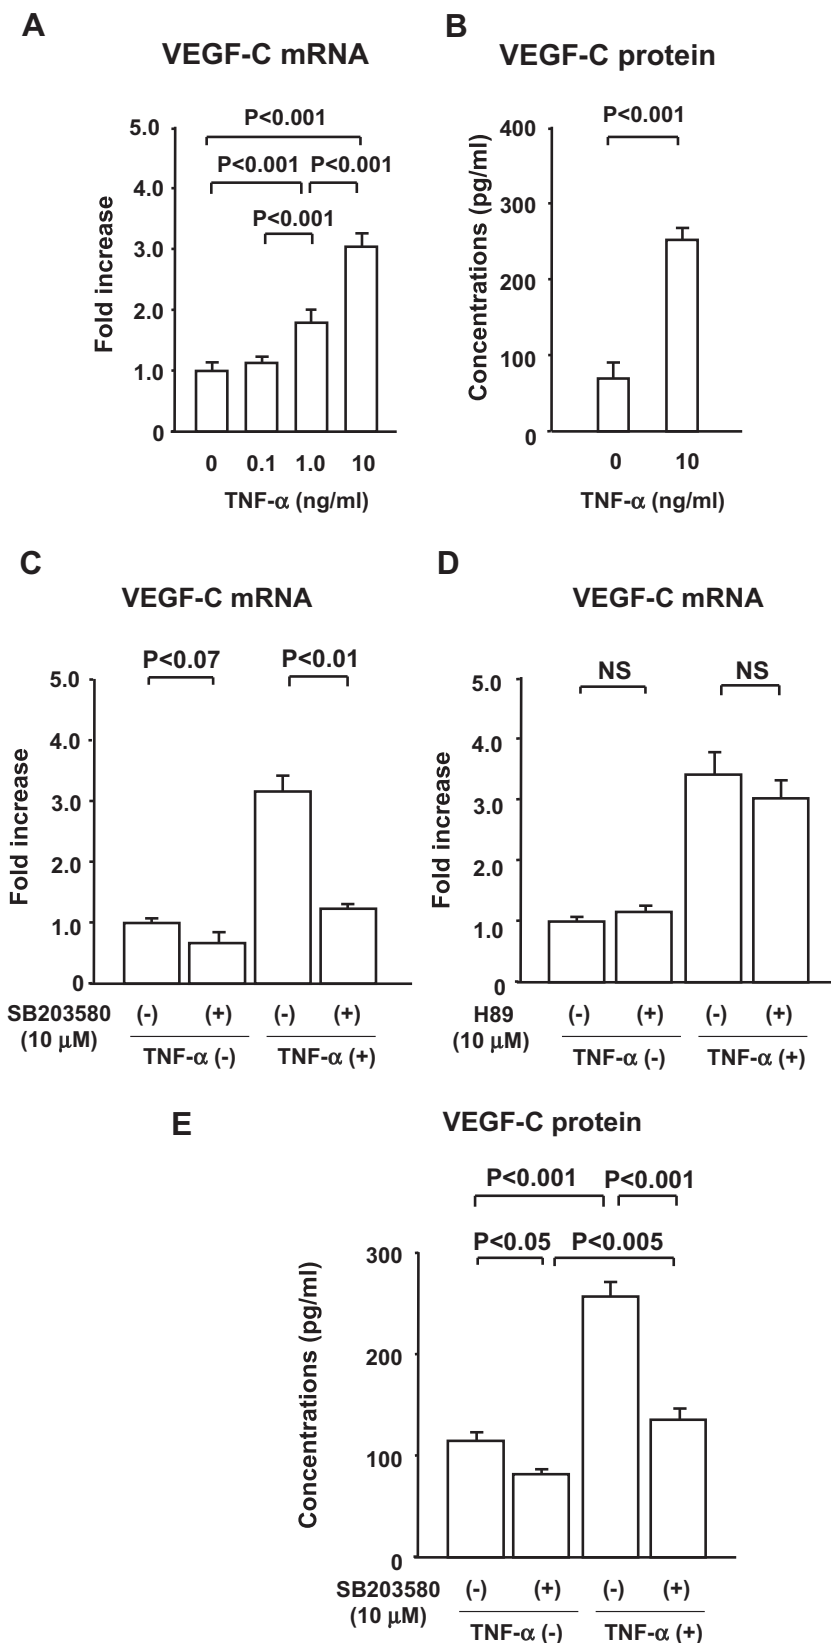 A
VEGF-C mRNA
P<0.001
P<0.001 P<0.001
P<0.001
5.0
4.0
3.0
2.0
1.0
0
Fold increase
0 0.1 1.0 10
TNF-α (ng/ml)
B
VEGF-C protein
P<0.001
400
300
200
100
0
Concentrations (pg/ml)
0 10
TNF-α (ng/ml)
C
VEGF-C mRNA
P<0.07 P<0.01
5.0
4.0
3.0
2.0
1.0
0
Fold increase
SB203580 (-) (+) (-) (+)
(10 μM)
TNF-α (-) TNF-α (+)
D
VEGF-C mRNA
NS NS
5.0
4.0
3.0
2.0
1.0
0
Fold increase
H89 (-) (+) (-) (+)
(10 μM)
TNF-α (-) TNF-α (+)
E
VEGF-C protein
P<0.001 P<0.001
P<0.05 P<0.005
300
200
100
0
Concentrations (pg/ml)
SB203580 (-) (+) (-) (+)
(10 μM)
TNF-α (-) TNF-α (+)